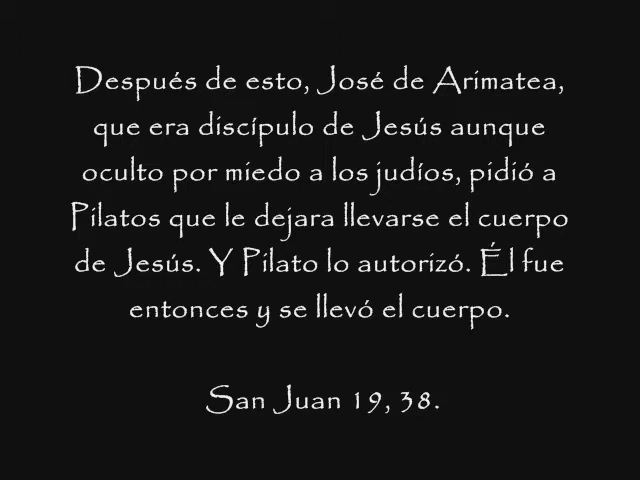 Después de esto, José de Arimatea,
que era discípulo de Jesús aunque
oculto por miedo a los judíos, pidió a
Pilatos que le dejara llevarse el cuerpo
de Jesús. Y Pilato lo autorizó. Él fue
entonces y se llevó el cuerpo.
San Juan 19, 38.